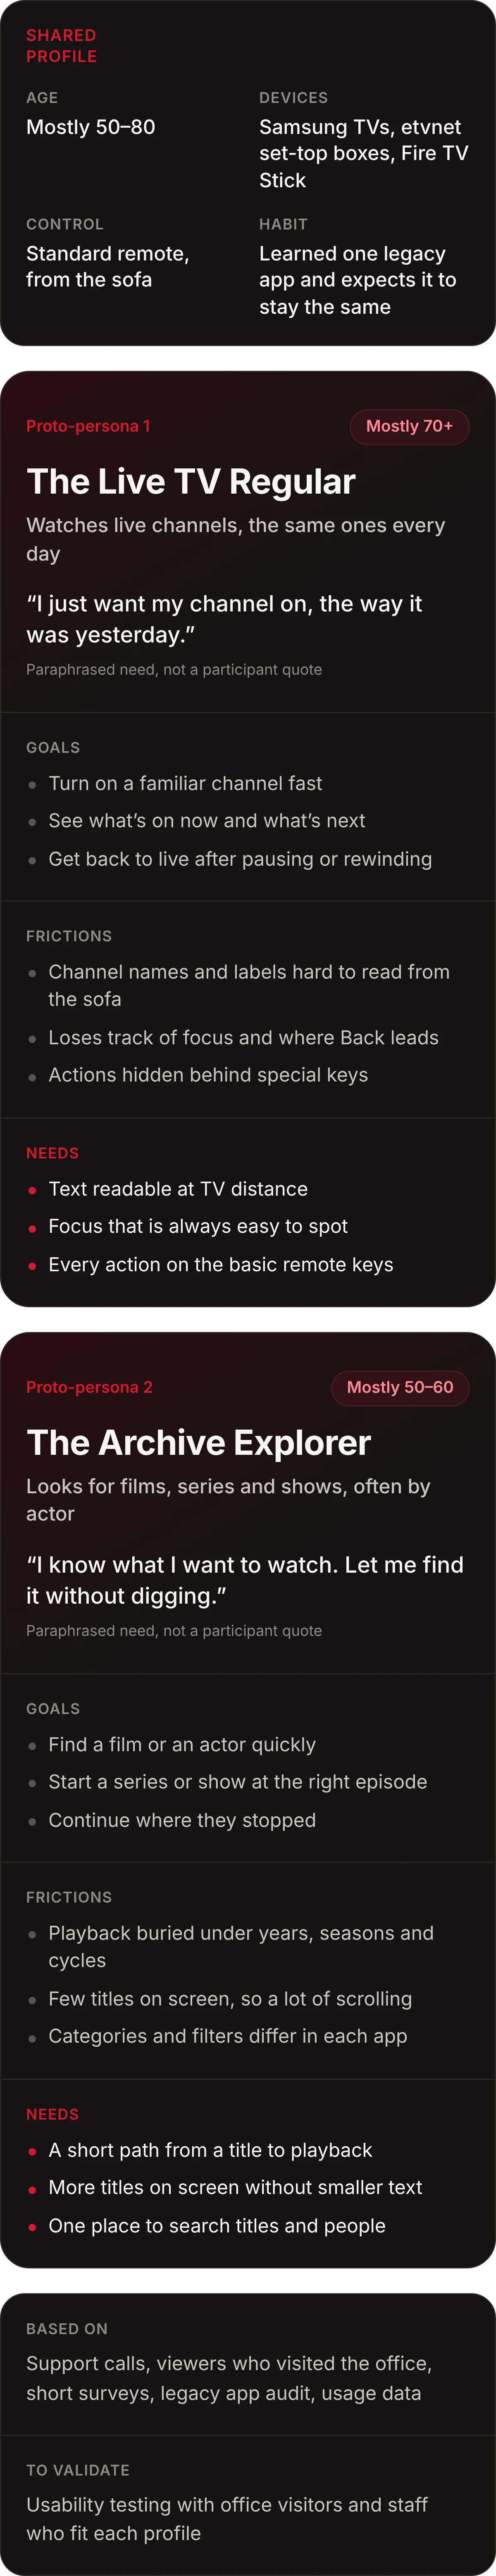 SHARED
PROFILE
AGE
Mostly 50–80
DEVICES
Samsung TVs, etvnet
set-top boxes, Fire TV
Stick
CONTROL
Standard remote,
from the sofa
HABIT
Learned one legacy
app and expects it to
stay the same
Proto-persona 1
Mostly 70+
The Live TV Regular
Watches live channels, the same ones every
day
“I just want my channel on, the way it
was yesterday.”
Paraphrased need, not a participant quote
GOALS
Turn on a familiar channel fast
See what’s on now and what’s next
Get back to live after pausing or rewinding
FRICTIONS
Channel names and labels hard to read from
the sofa
Loses track of focus and where Back leads
Actions hidden behind special keys
NEEDS
Text readable at TV distance
Focus that is always easy to spot
Every action on the basic remote keys
Proto-persona 2
Mostly 50–60
The Archive Explorer
Looks for films, series and shows, often by
actor
“I know what I want to watch. Let me find
it without digging.”
Paraphrased need, not a participant quote
GOALS
Find a film or an actor quickly
Start a series or show at the right episode
Continue where they stopped
FRICTIONS
Playback buried under years, seasons and
cycles
Few titles on screen, so a lot of scrolling
Categories and filters differ in each app
NEEDS
A short path from a title to playback
More titles on screen without smaller text
One place to search titles and people
BASED ON
Support calls, viewers who visited the office,
short surveys, legacy app audit, usage data
TO VALIDATE
Usability testing with office visitors and staff
who fit each profile